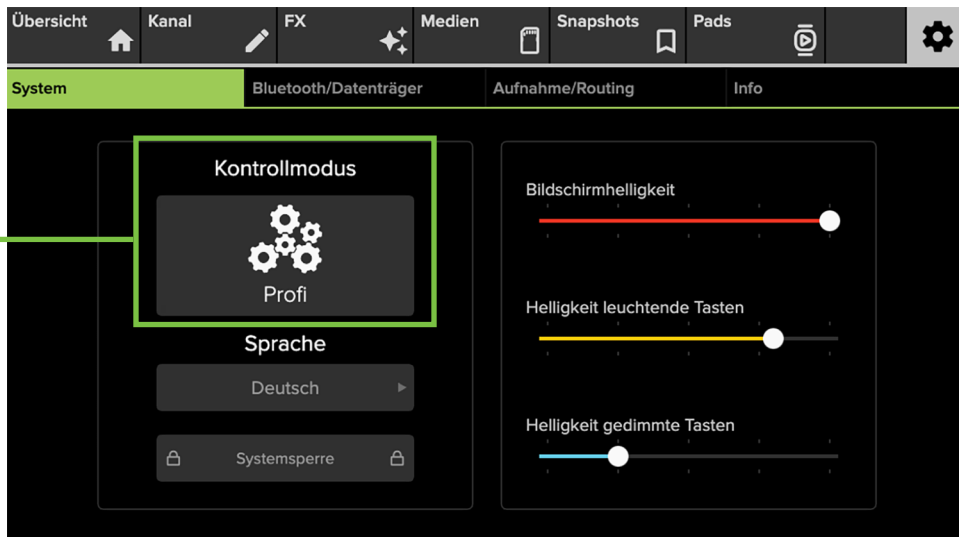 Übersicht
Kanal
FX
Medien
Snapshots
Pads
System
Bluetooth/Datenträger
Aufnahme/Routing
Info
Kontrollmodus
Profi
Sprache
Deutsch
Systemsperre
Bildschirmhelligkeit
Helligkeit leuchtende Tasten
Helligkeit gedimmte Tasten